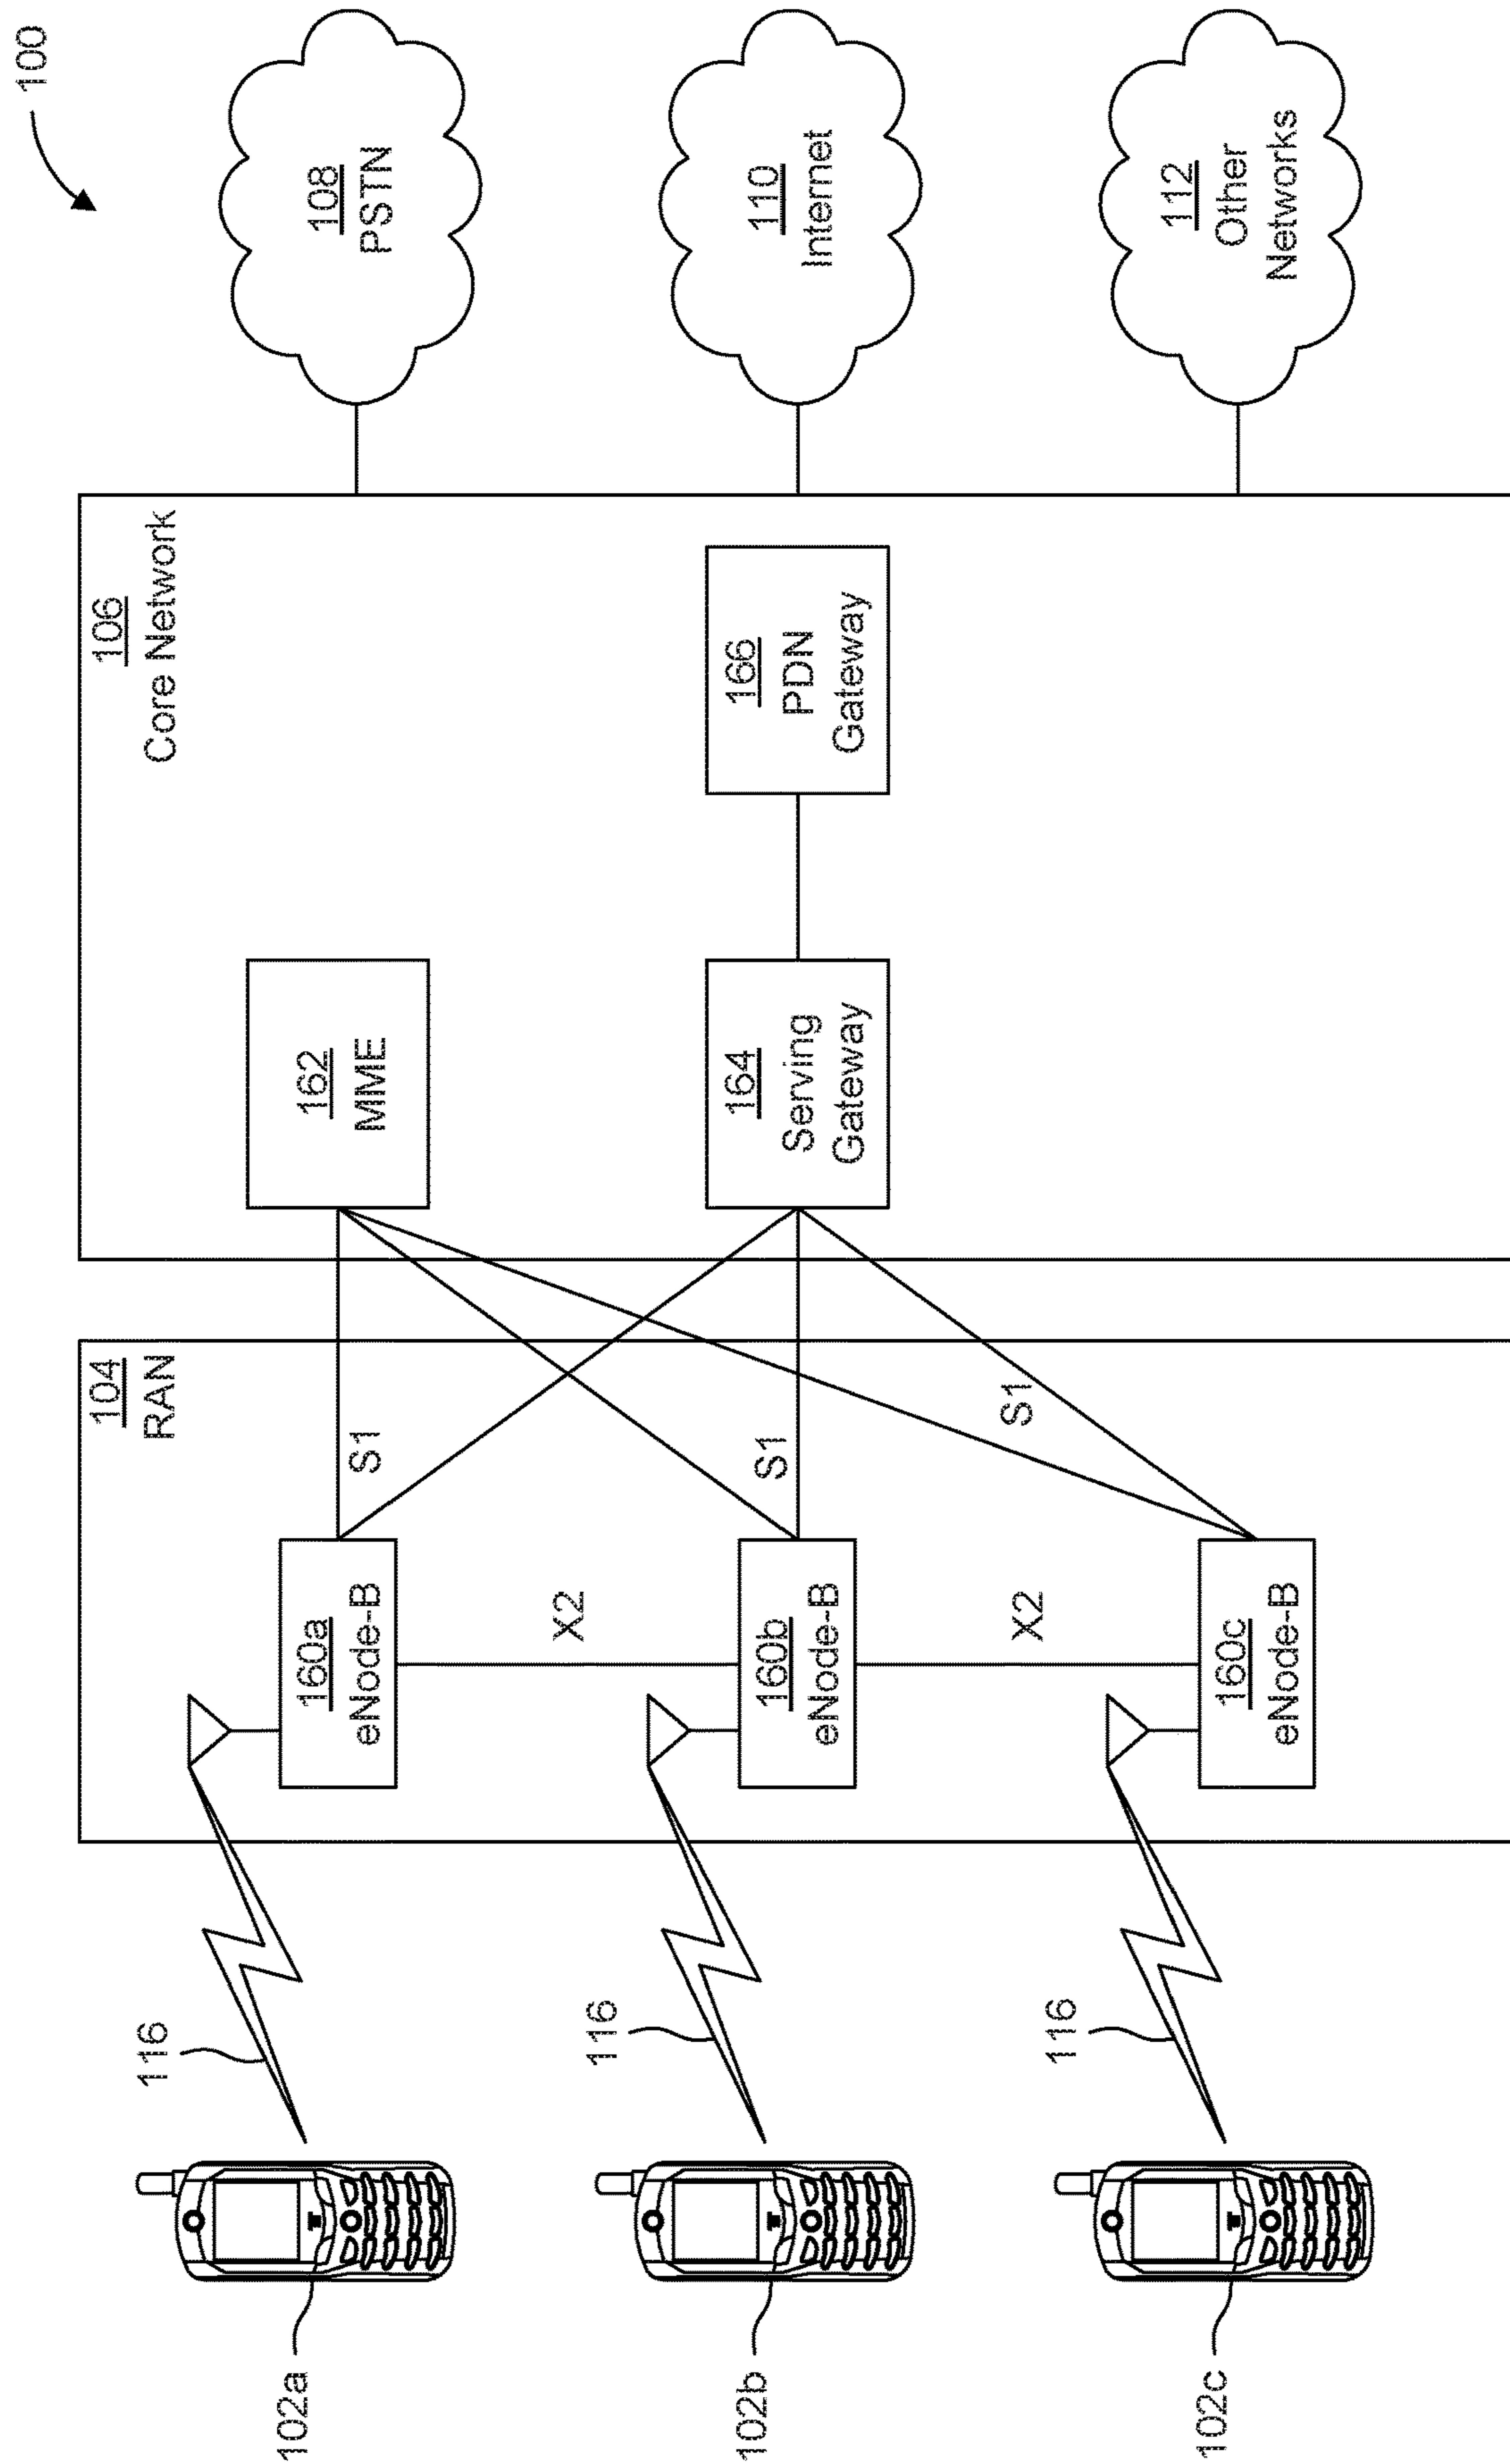 100
102a
116
104
RAN
160a
eNode-B
S1
X2
106
Core Network
162
MME
108
PSTN
102b
116
160b
eNode-B
S1
X2
164
Serving
Gateway
166
PDN
Gateway
110
Internet
102c
116
160c
eNode-B
S1
112
Other
Networks